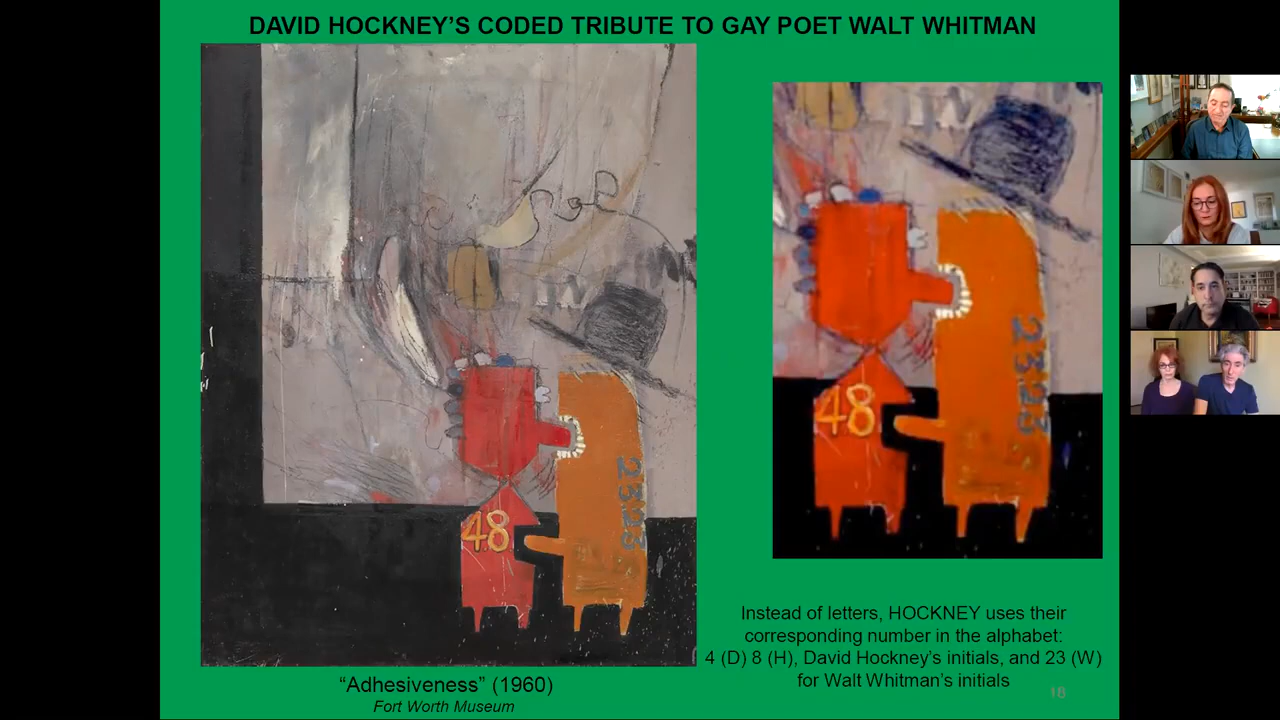 DAVID HOCKNEY'S CODED TRIBUTE TO GAY POET WALT WHITMAN
48
2323
48
2323
Instead of letters, HOCKNEY uses their
corresponding number in the alphabet:
4 (D) 8 (H), David Hockney's initials, and 23 (W)
for Walt Whitman's initials
"Adhesiveness" (1960)
Fort Worth Museum
18